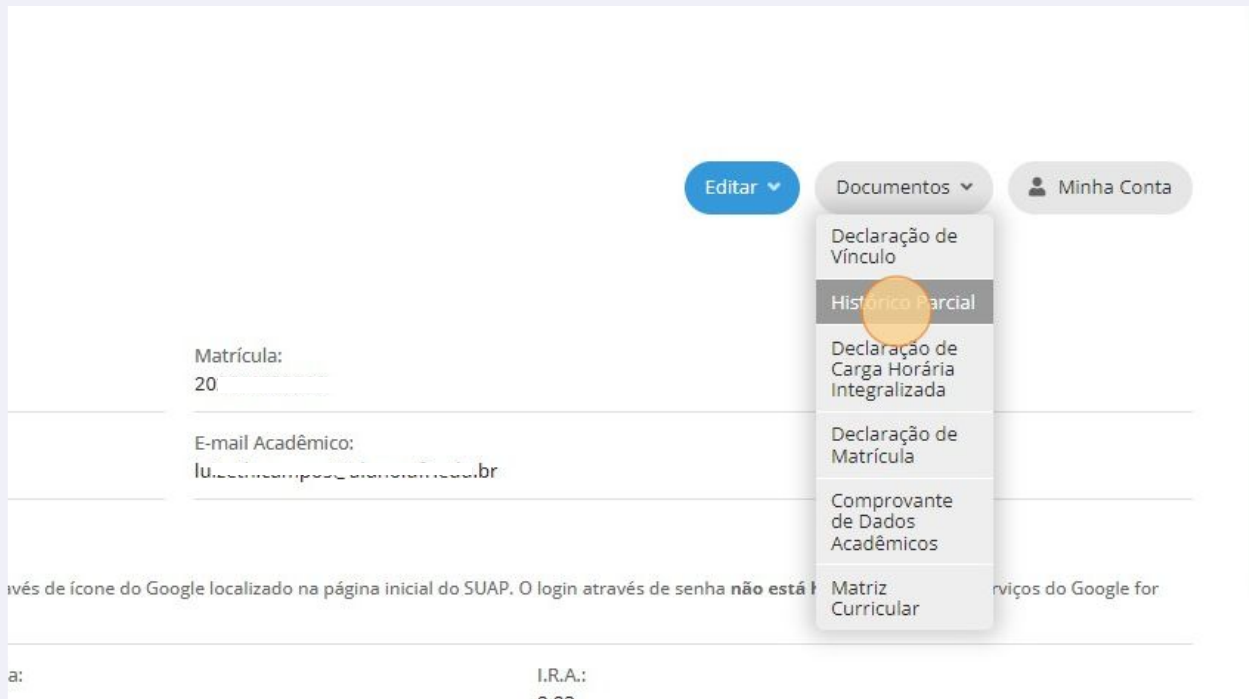 Editar
Documentos
Minha Conta
Declaração de
Vínculo
Histórico Parcial
Declaração de
Carga Horária
Integralizada
Declaração de
Matrícula
Comprovante
de Dados
Acadêmicos
Matriz
Curricular
Matrícula:
20
E-mail Acadêmico:
.br
de ícone do Google localizado na página inicial do SUAP. O login através de senha não está
do Google for
a:
I.R.A.: